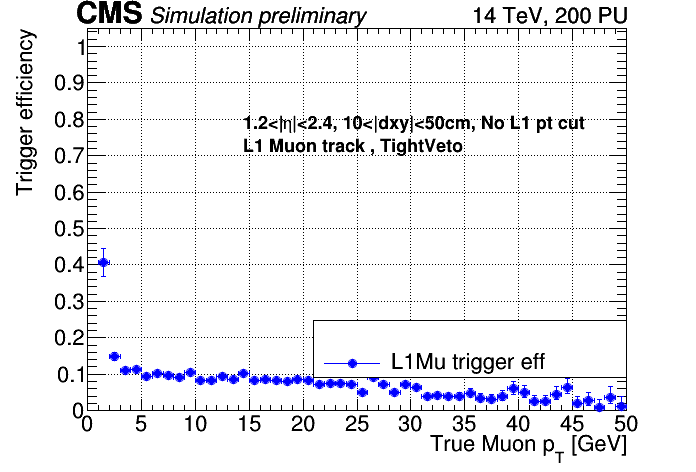 CMS Simulation preliminary 14 TeV, 200 PU
Trigger efficiency
1
0.9
0.8
0.7
0.6
0.5
0.4
0.3
0.2
0.1
0
1.2<|η|<2.4, 10<|dxy|<50cm, No L1 pt cut
L1 Muon track , TightVeto
L1Mu trigger eff
0 5 10 15 20 25 30 35 40 45 50
True Muon p_T [GeV]